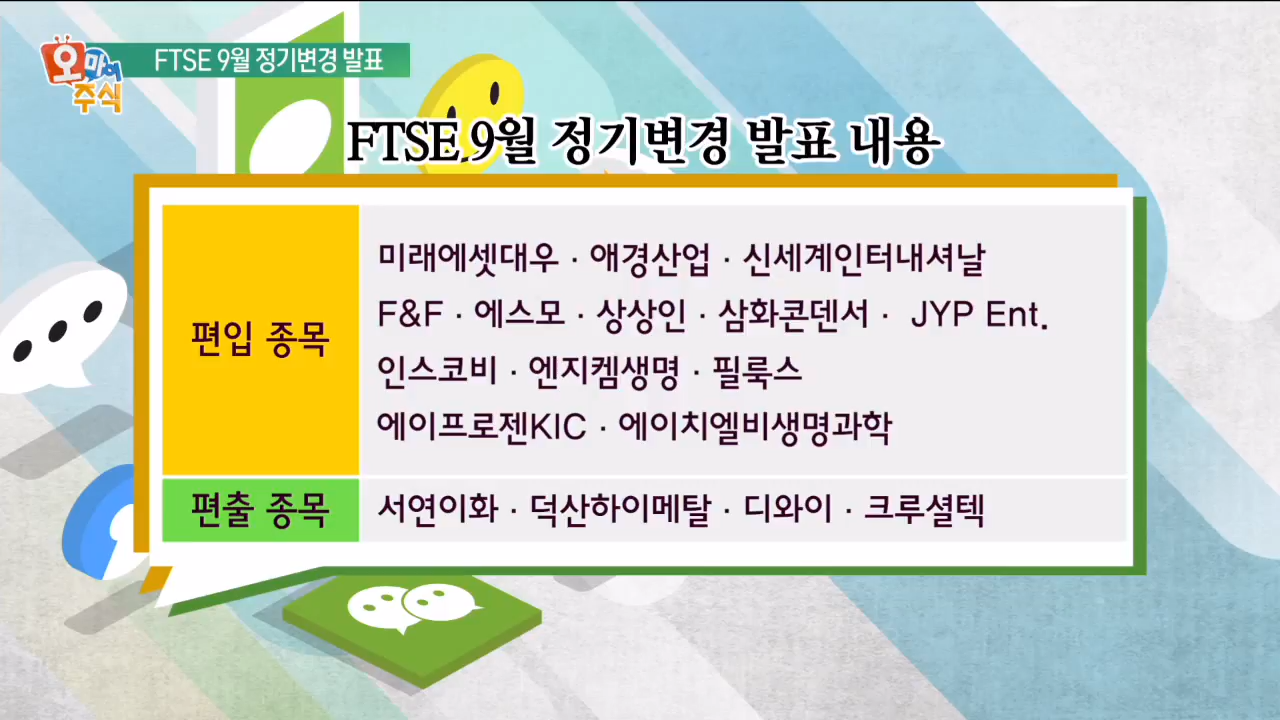 오마이
주식
FTSE 9월 정기변경 발표
FTSE 9월 정기변경 발표 내용
편입 종목
미래에셋대우 · 애경산업 · 신세계인터내셔날
F&F · 에스모 · 상상인 · 삼화콘덴서 · JYP Ent.
인스코비 · 엔지켐생명 · 필룩스
에이프로젠KIC · 에이치엘비생명과학
편출 종목
서연이화 · 덕산하이메탈 · 디와이 · 크루셜텍